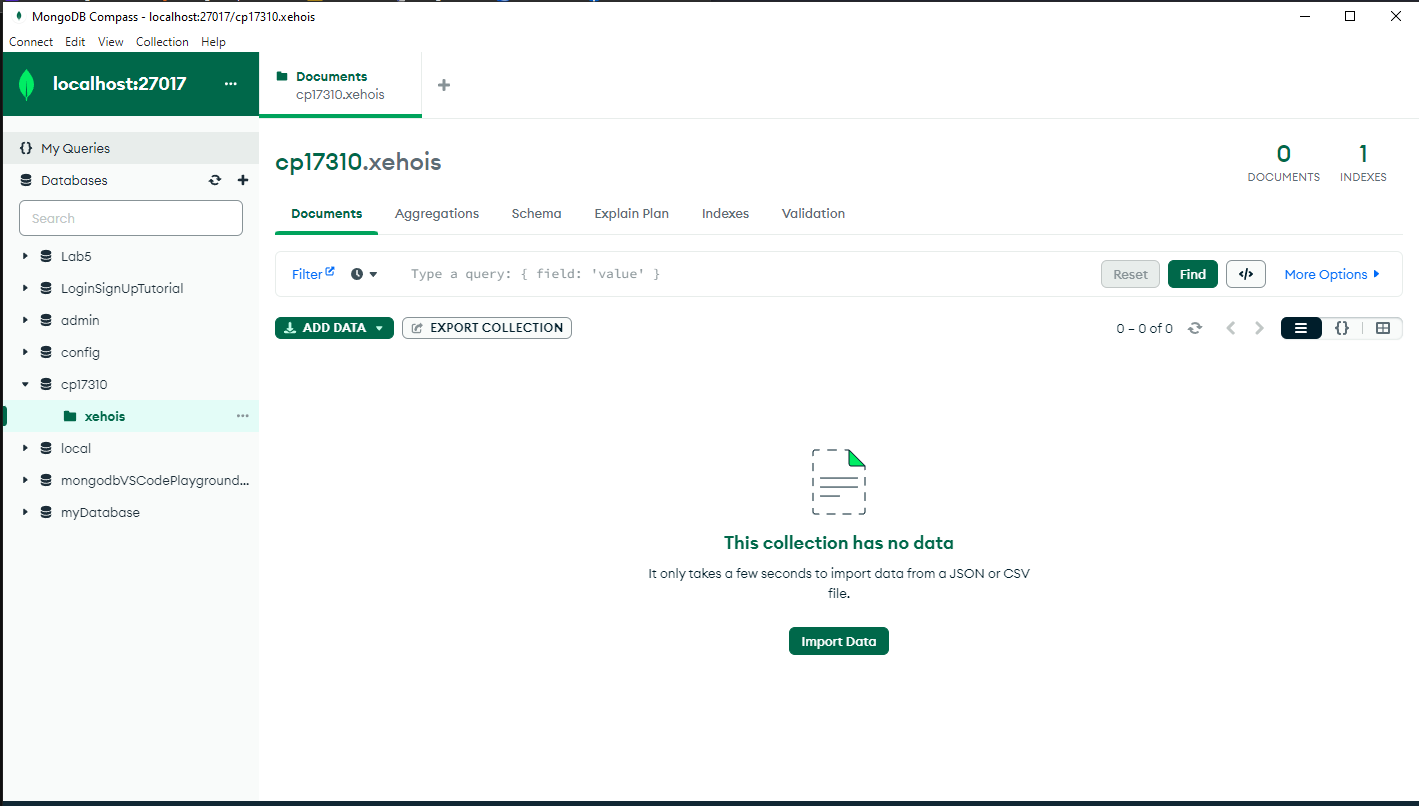 MongoDB Compass - localhost:27017/cp17310.xehois
Connect Edit View Collection Help
localhost:27017
Documents
cp17310.xehois
My Queries
Databases
Search
Lab5
LoginSignUpTutorial
admin
config
cp17310
xehois
local
mongodbVSCodePlayground...
myDatabase
cp17310.xehois
0
DOCUMENTS
1
INDEXES
Documents Aggregations Schema Explain Plan Indexes Validation
Filter Type a query: { field: 'value' } Reset Find </> More Options
ADD DATA EXPORT COLLECTION 0 – 0 of 0 {}
This collection has no data
It only takes a few seconds to import data from a JSON or CSV
file.
Import Data